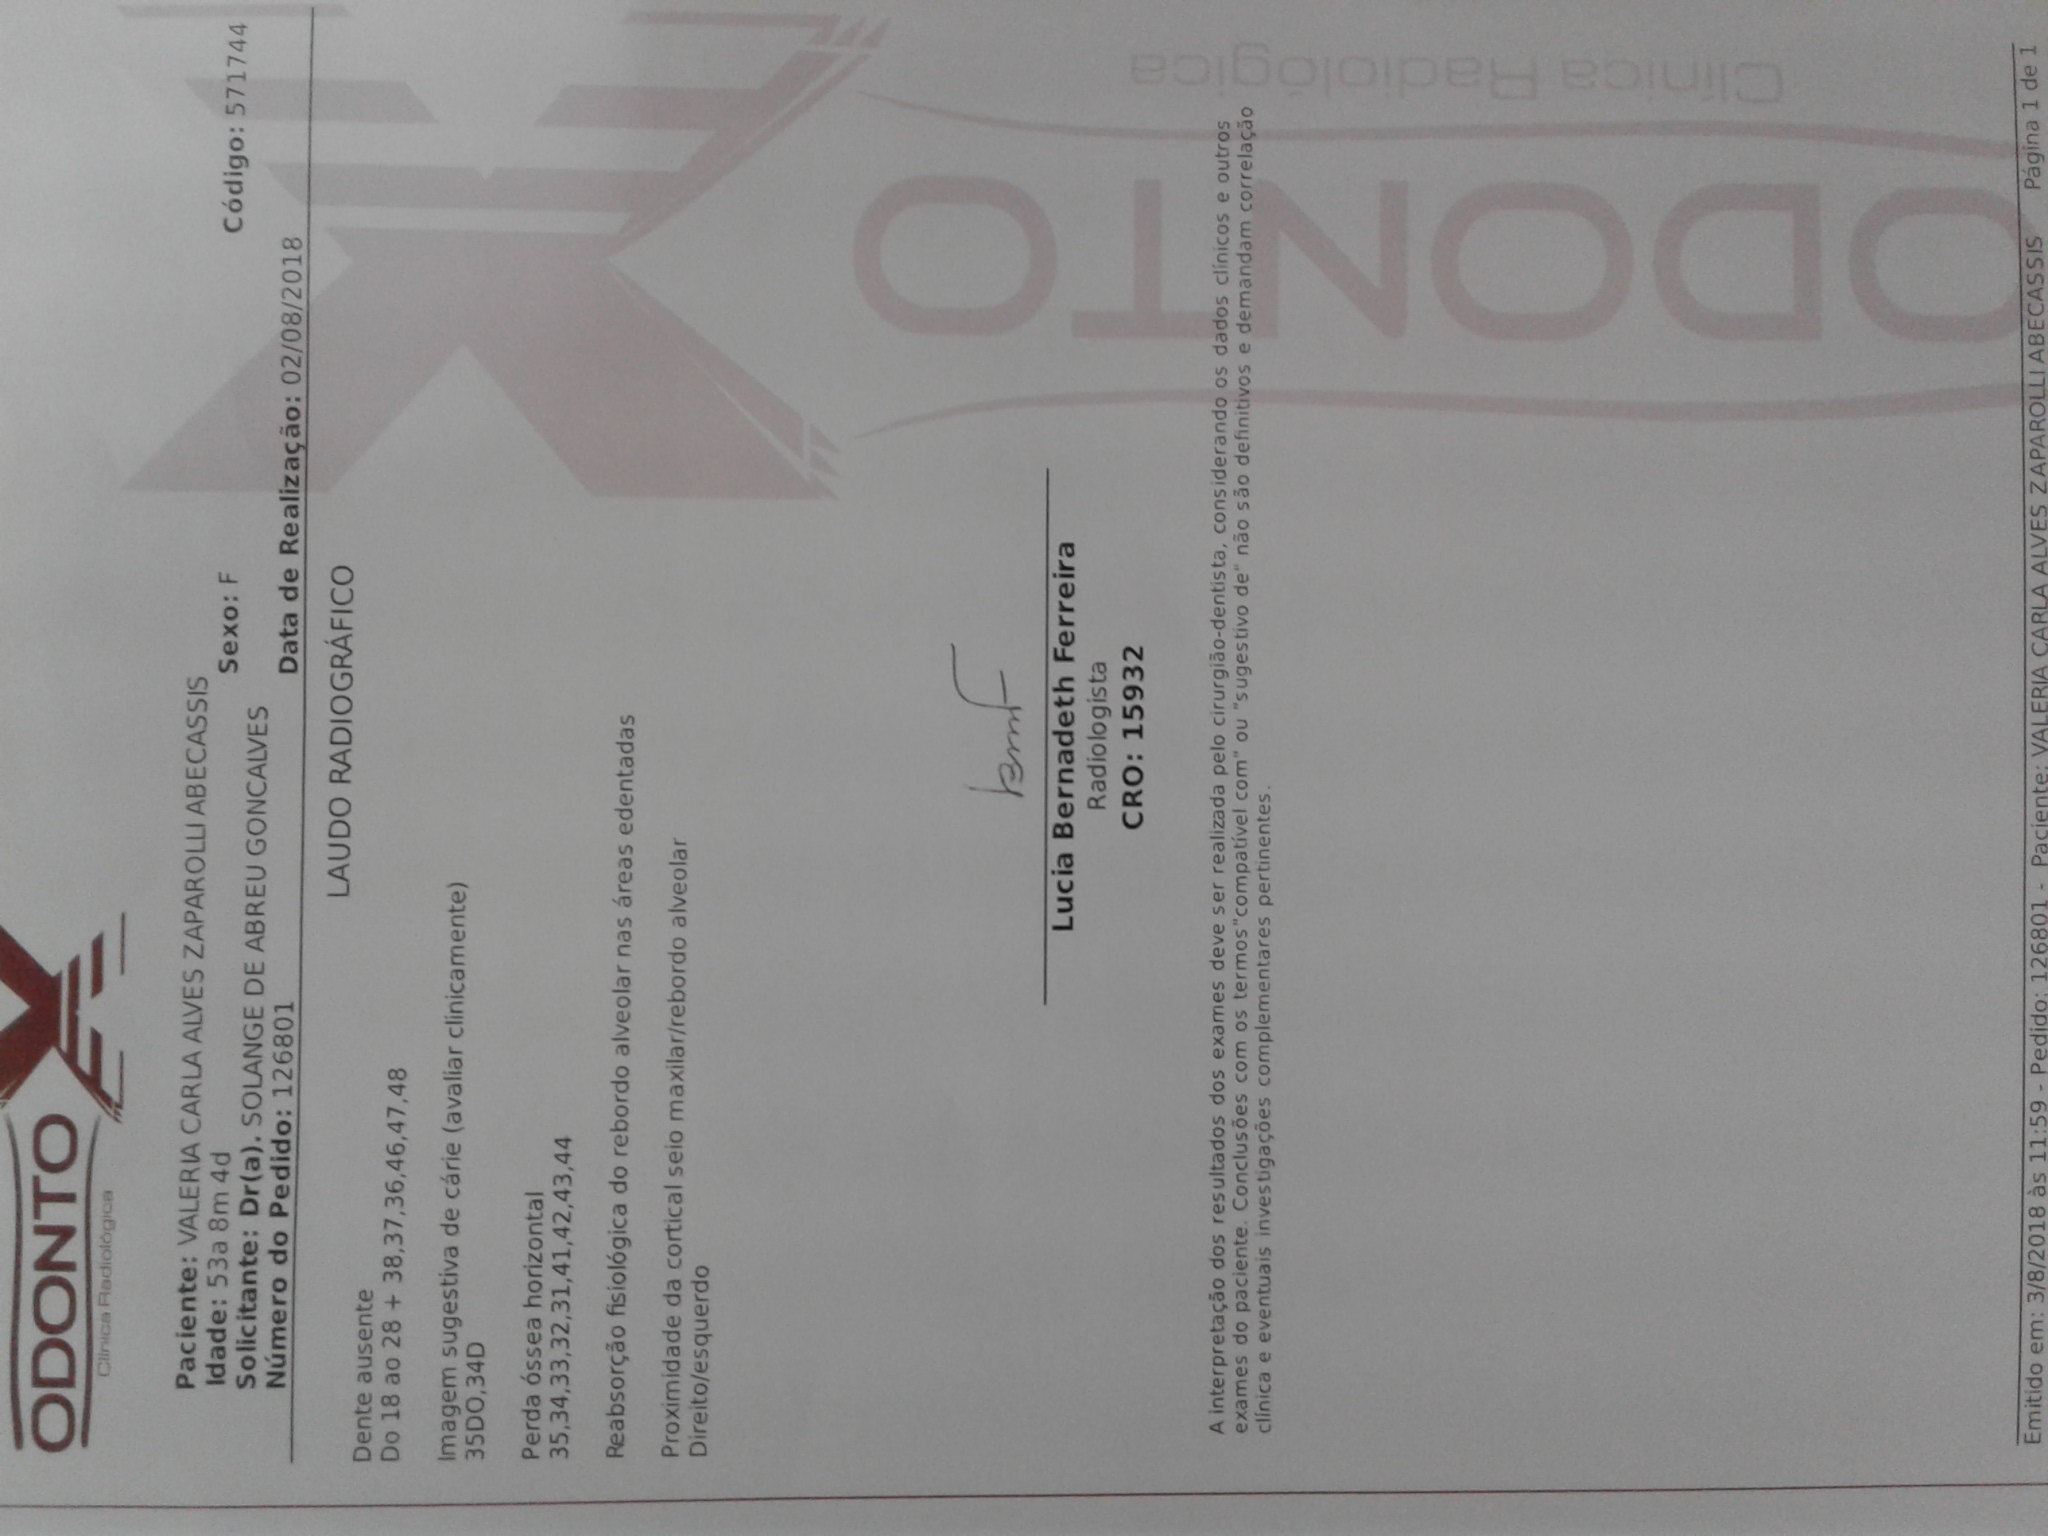 ODONTO
Clínica Radiológica
Paciente: VALERIA CARLA ALVES ZAPAROLLI ABECASSIS
Idade: 53a 8m 4d
Sexo: F
Código: 571744
Solicitante: Dr(a). SOLANGE DE ABREU GONCALVES
Número do Pedido: 126801
Data de Realização: 02/08/2018
LAUDO RADIOGRÁFICO
Dente ausente
Do 18 ao 28 + 38,37,36,46,47,48
Imagem sugestiva de cárie (avaliar clinicamente)
35DO,34D
Perda óssea horizontal
35,34,33,32,31,41,42,43,44
Reabsorção fisiológica do rebordo alveolar nas áreas edentadas
Proximidade da cortical seio maxilar/rebordo alveolar
Direito/esquerdo
Lucia Bernadeth Ferreira
Radiologista
CRO: 15932
A interpretação dos resultados dos exames deve ser realizada pelo cirurgião-dentista, considerando os dados clínicos e outros
exames do paciente. Conclusões com os termos"compatível com" ou "sugestivo de" não são definitivos e demandam correlação
clínica e eventuais investigações complementares pertinentes.
ODONTO
Clínica Radiológica
Emitido em: 3/8/2018 às 11:59 - Pedido: 126801 - Paciente: VALERIA CARLA ALVES ZAPAROLLI ABECASSIS
Página 1 de 1